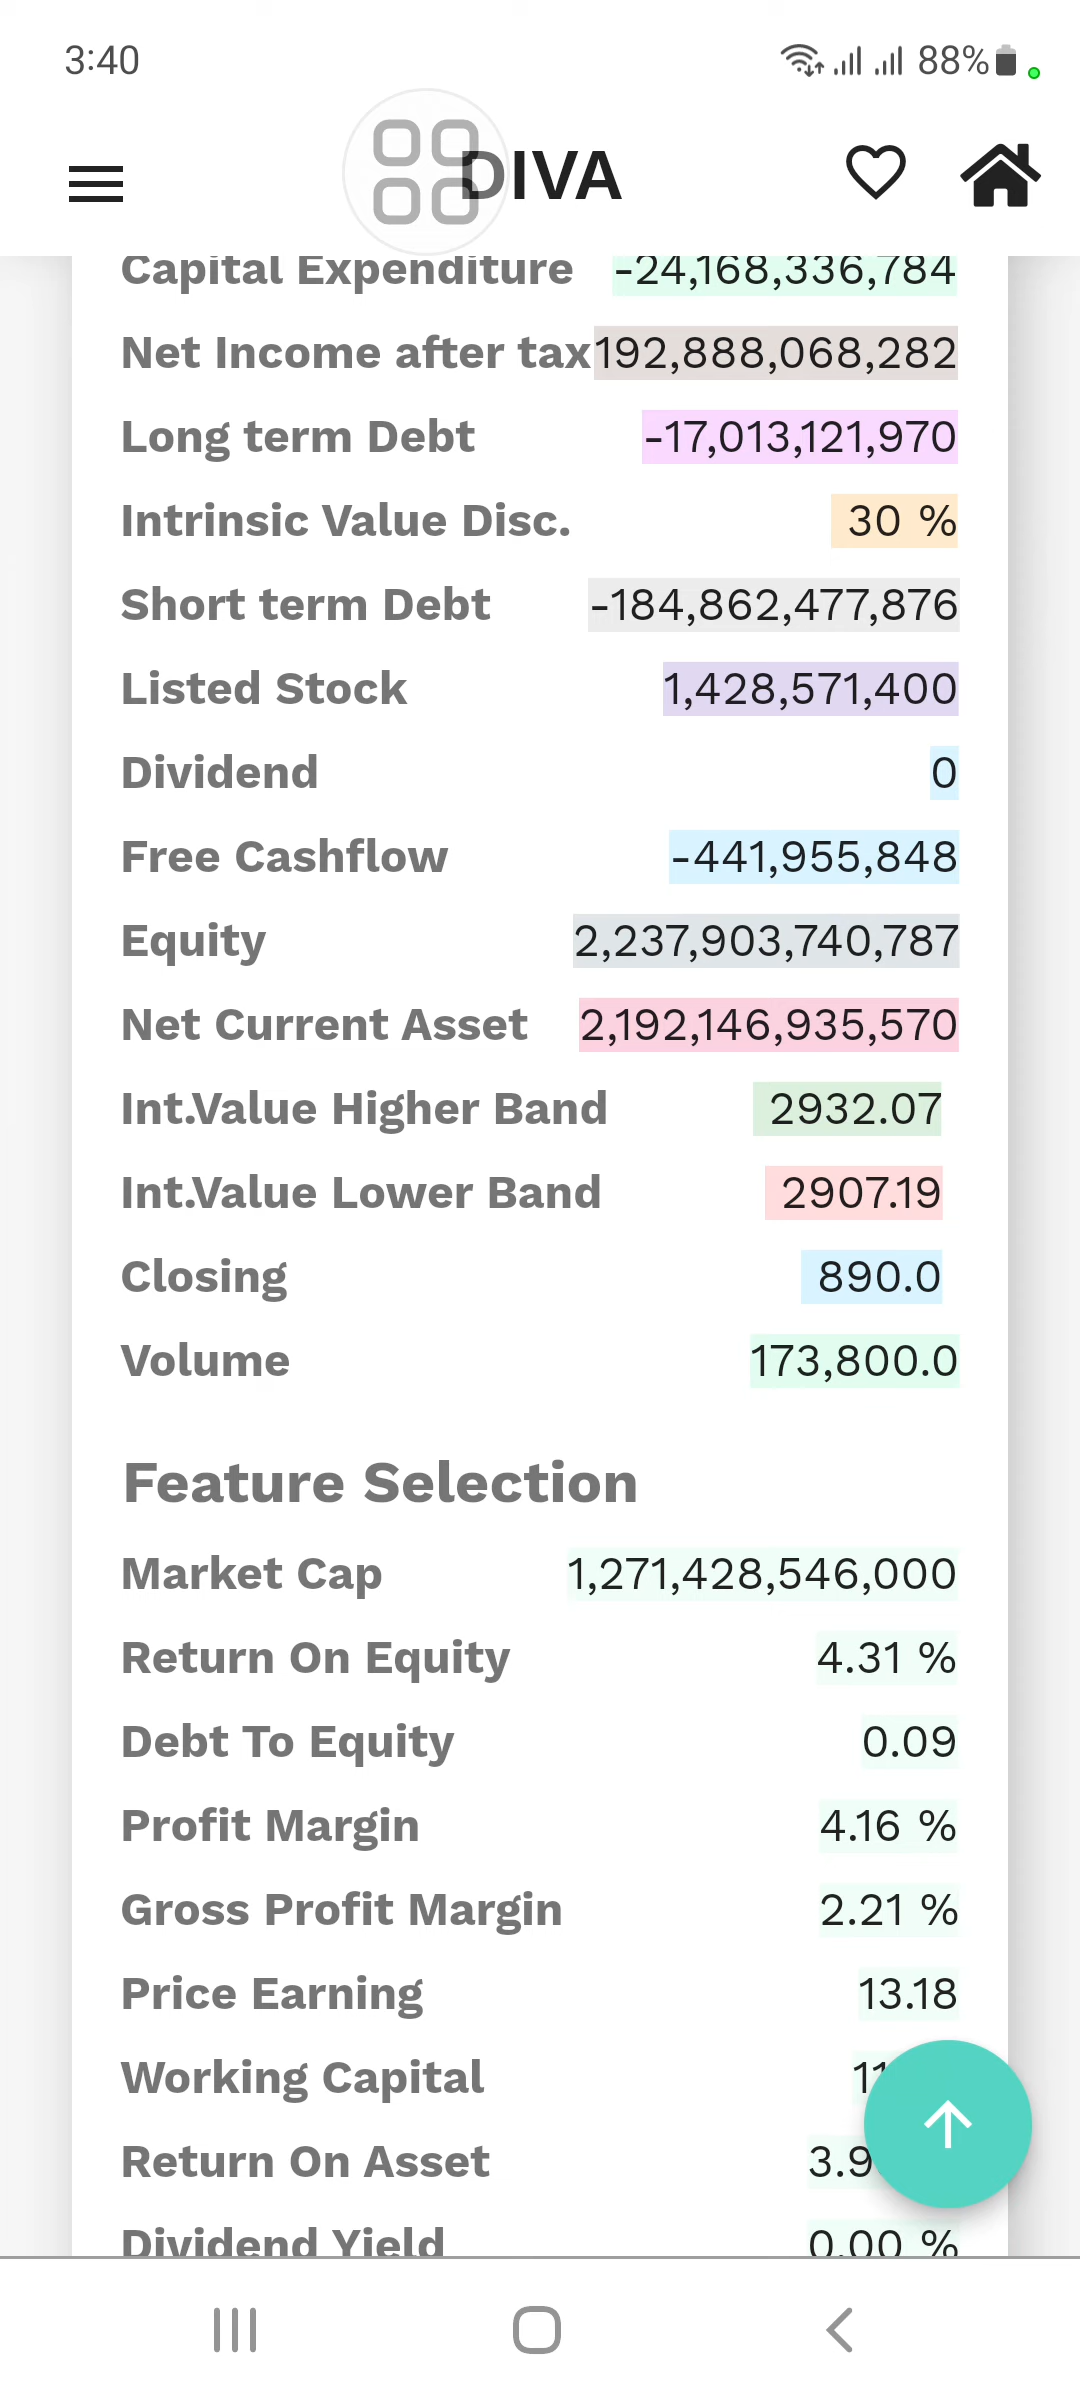 3:40
88%
DIVA
Capital Expenditure -24,168,336,784
Net Income after tax 192,888,068,282
Long term Debt -17,013,121,970
Intrinsic Value Disc. 30 %
Short term Debt -184,862,477,876
Listed Stock 1,428,571,400
Dividend 0
Free Cashflow -441,955,848
Equity 2,237,903,740,787
Net Current Asset 2,192,146,935,570
Int.Value Higher Band 2932.07
Int.Value Lower Band 2907.19
Closing 890.0
Volume 173,800.0
Feature Selection
Market Cap 1,271,428,546,000
Return On Equity 4.31 %
Debt To Equity 0.09
Profit Margin 4.16 %
Gross Profit Margin 2.21 %
Price Earning 13.18
Working Capital
Return On Asset
Dividend Yield 0.00 %